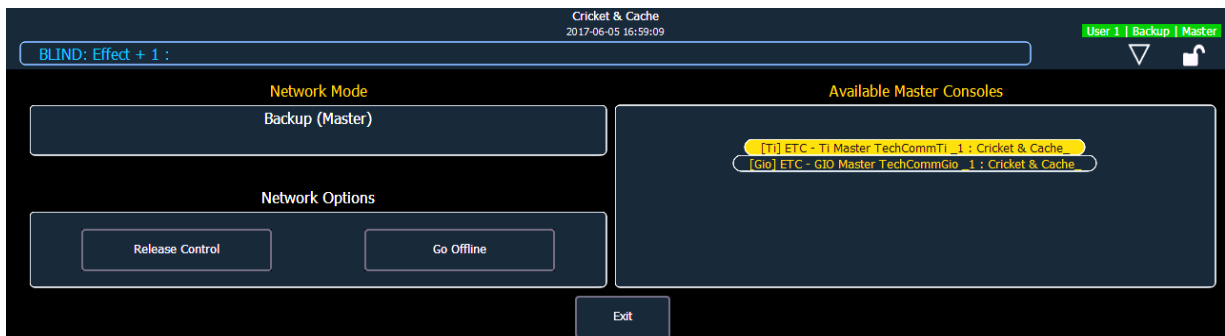 Cricket & Cache
2017-06-05 16:59:09
User 1 | Backup | Master
BLIND: Effect + 1 :
Network Mode
Backup (Master)
Network Options
Release Control
Go Offline
Available Master Consoles
[Ti] ETC - Ti Master TechCommTi _1 : Cricket & Cache_
[Gio] ETC - GIO Master TechCommGio _1 : Cricket & Cache_
Exit